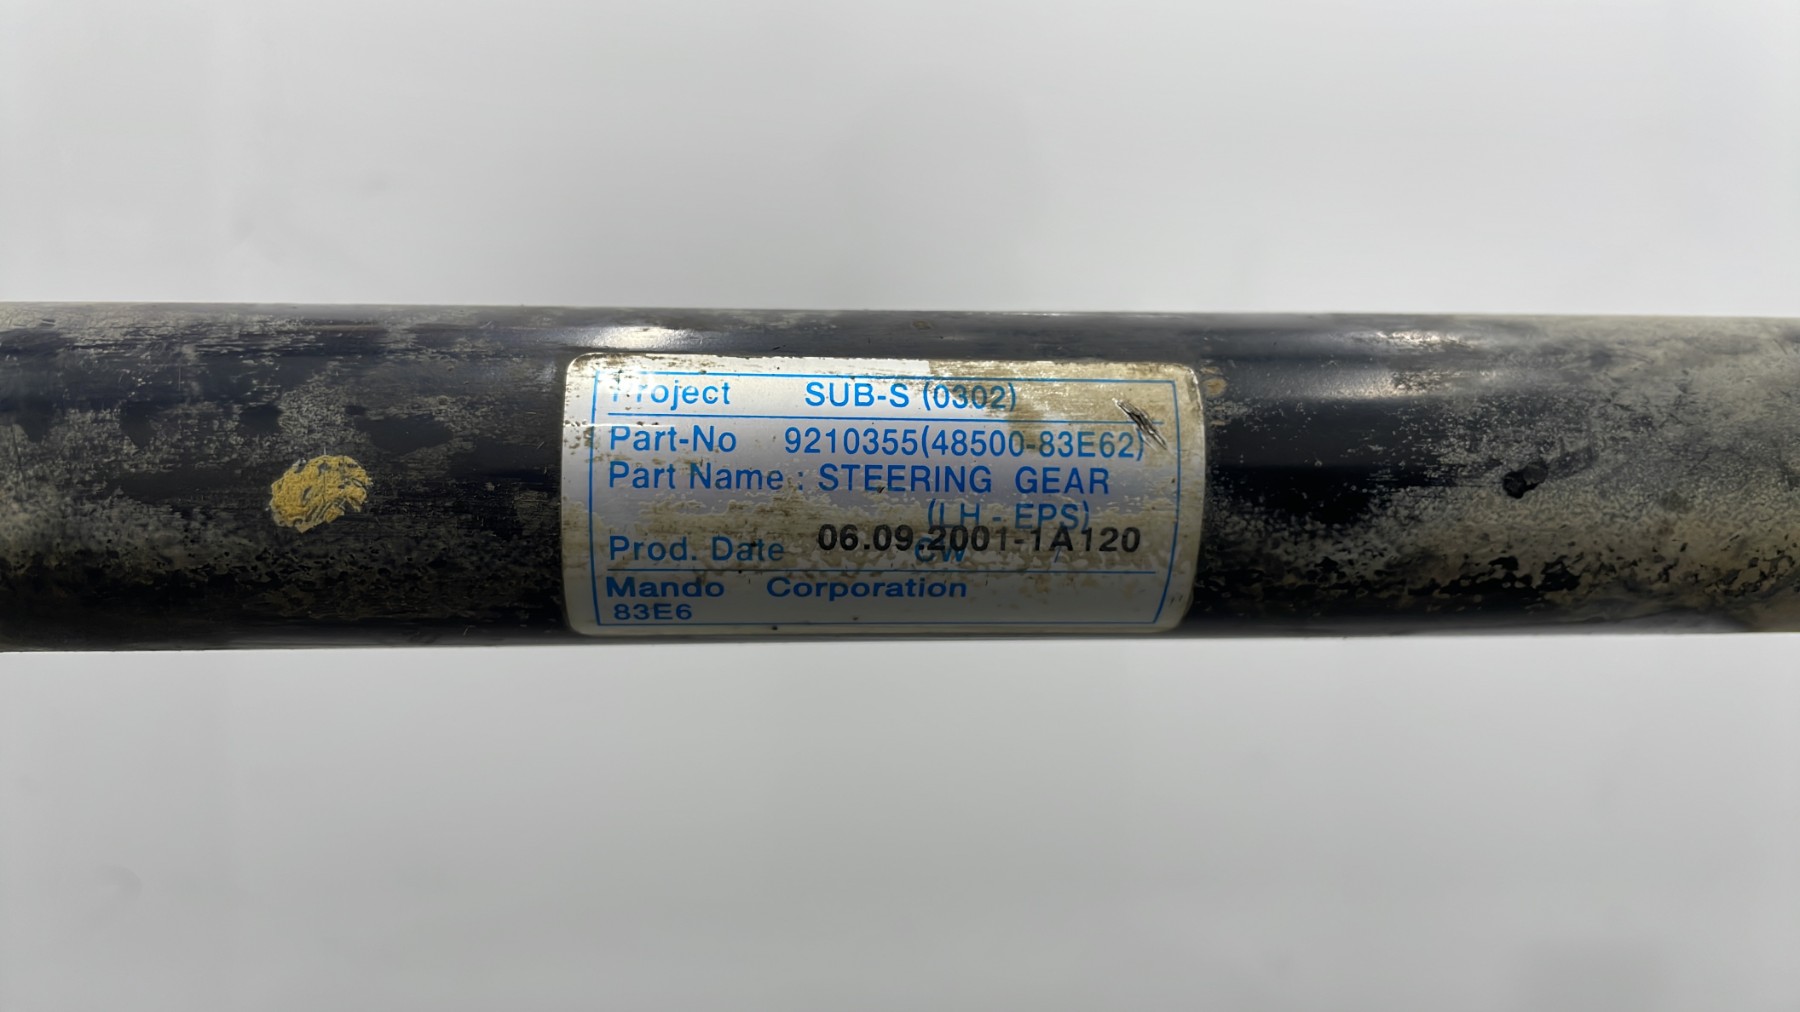 Project SUB-S (0302)
Part-No 9210355(48500-83E62)
Part Name : STEERING GEAR
(LH - EPS)
Prod. Date 06.09.2001-1A120
CW
Mando Corporation
83E6